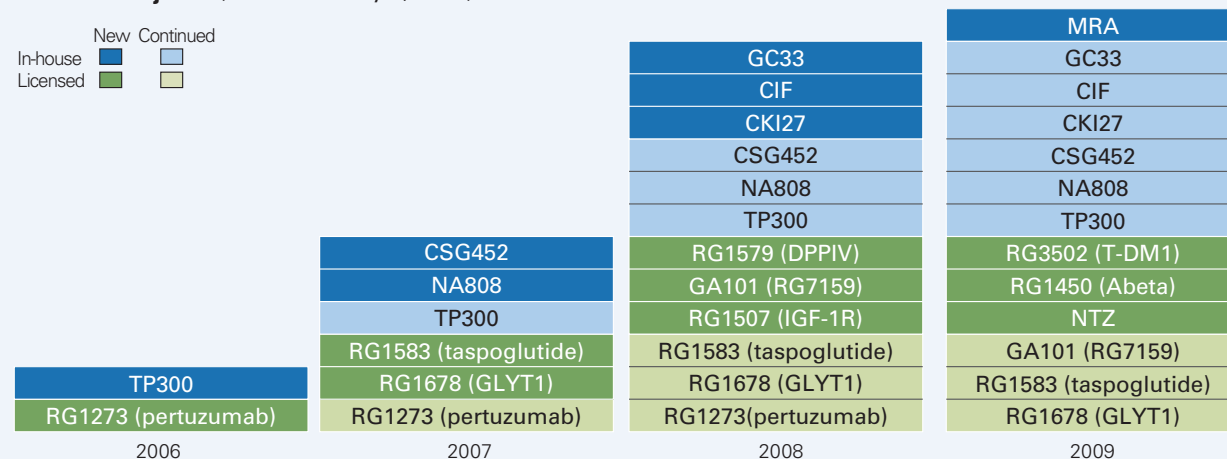 New Continued
In-house
Licensed
TP300
RG1273 (pertuzumab)
2006
CSG452
NA808
TP300
RG1583 (taspoglutide)
RG1678 (GLYT1)
RG1273 (pertuzumab)
2007
GC33
CIF
CKI27
CSG452
NA808
TP300
RG1579 (DPPIV)
GA101 (RG7159)
RG1507 (IGF-1R)
RG1583 (taspoglutide)
RG1678 (GLYT1)
RG1273(pertuzumab)
2008
MRA
GC33
CIF
CKI27
CSG452
NA808
TP300
RG3502 (T-DM1)
RG1450 (Abeta)
NTZ
GA101 (RG7159)
RG1583 (taspoglutide)
RG1678 (GLYT1)
2009